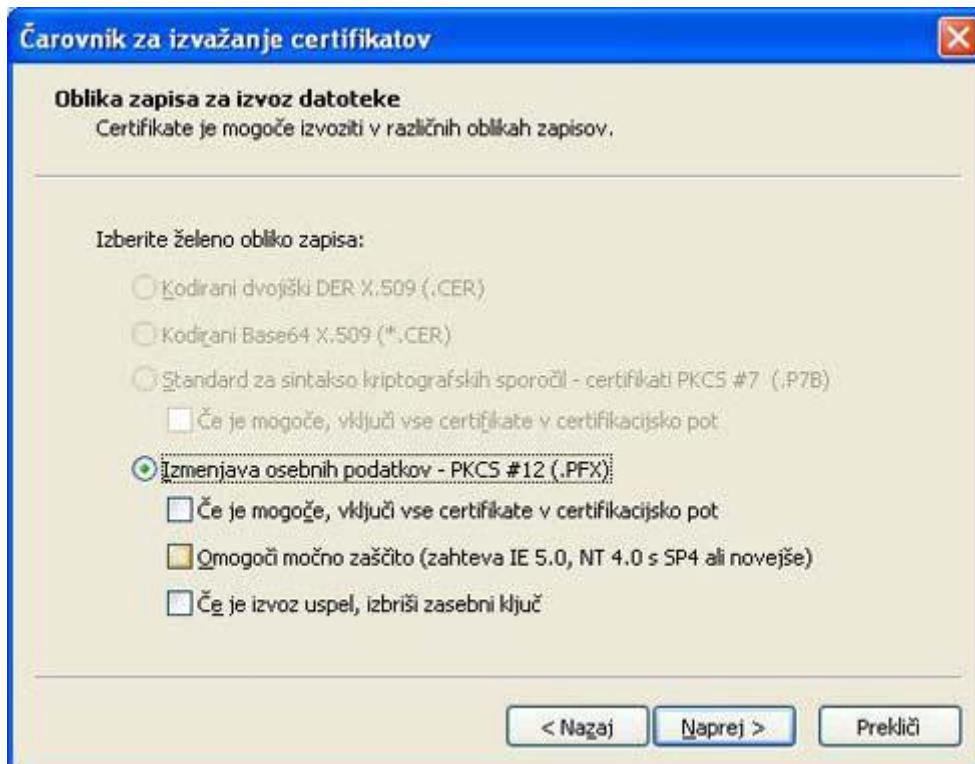 Čarovnik za izvažanje certifikatov
Oblika zapisa za izvoz datoteke
Certifikate je mogoče izvoziti v različnih oblikah zapisov.
Izberite želeno obliko zapisa:
Kodirani dvojiški DER X.509 (.CER)
Kodirani Base64 X.509 (*.CER)
Standard za sintakso kriptografskih sporočil - certifikati PKCS #7 (.P7B)
Če je mogoče, vključi vse certifikate v certifikacijsko pot
Izmenjava osebnih podatkov - PKCS #12 (.PFX)
Če je mogoče, vključi vse certifikate v certifikacijsko pot
Omogoči močno zaščito (zahteva IE 5.0, NT 4.0 s SP4 ali novejše)
Če je izvoz uspel, izbriši zasebni ključ
< Nazaj
Naprej >
Prekliči